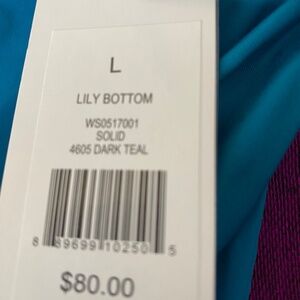 L
LILY BOTTOM
WS0517001
SOLID
4605 DARK TEAL
8 89699 10250 5
$80.00